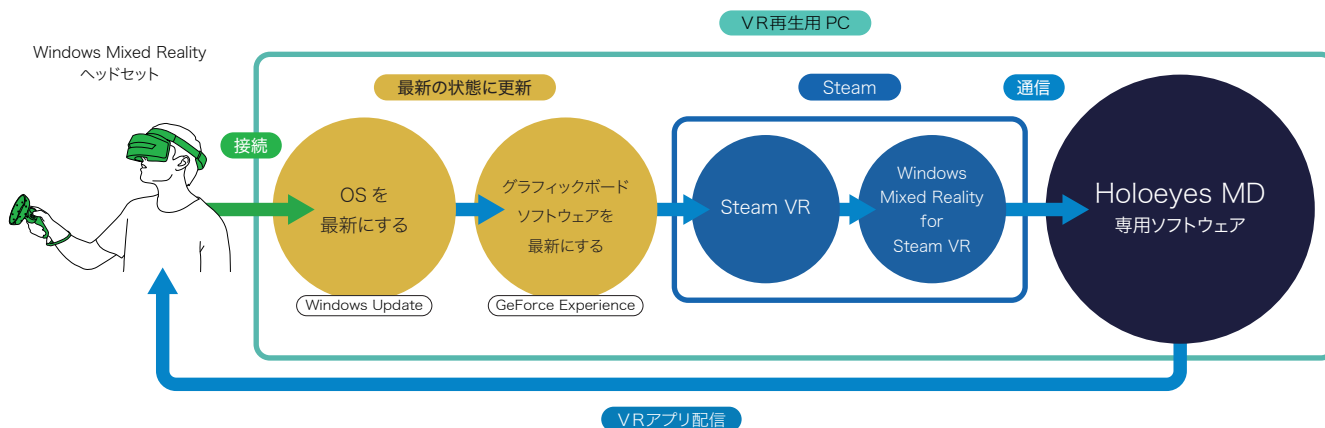 VR再生用 PC
Windows Mixed Reality
ヘッドセット
最新の状態に更新
Steam
通信
接続
OS を
最新にする
グラフィックボード
ソフトウェアを
最新にする
Steam VR
Windows
Mixed Reality
for
Steam VR
Holoeyes MD
専用ソフトウェア
Windows Update
GeForce Experience
VRアプリ配信